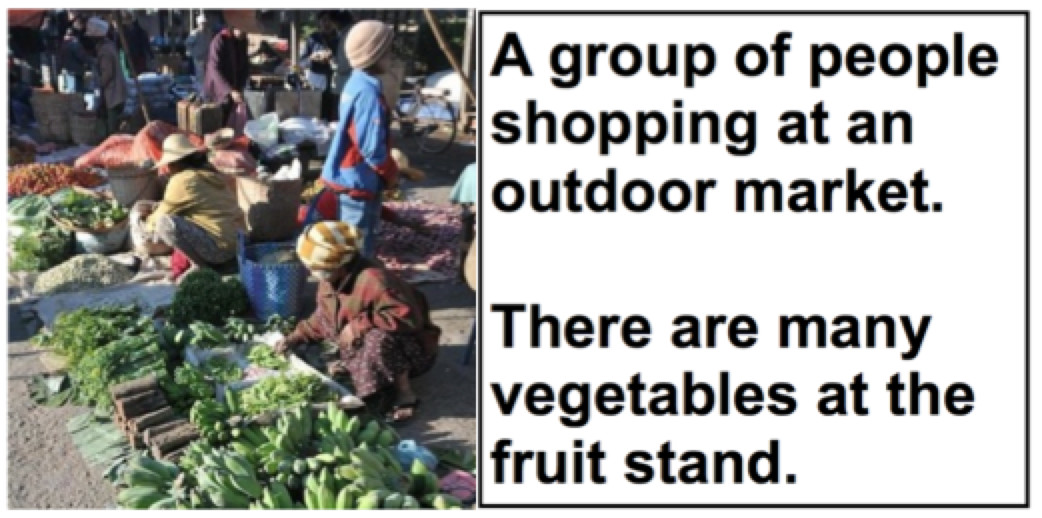 A group of people
shopping at an
outdoor market.
There are many
vegetables at the
fruit stand.